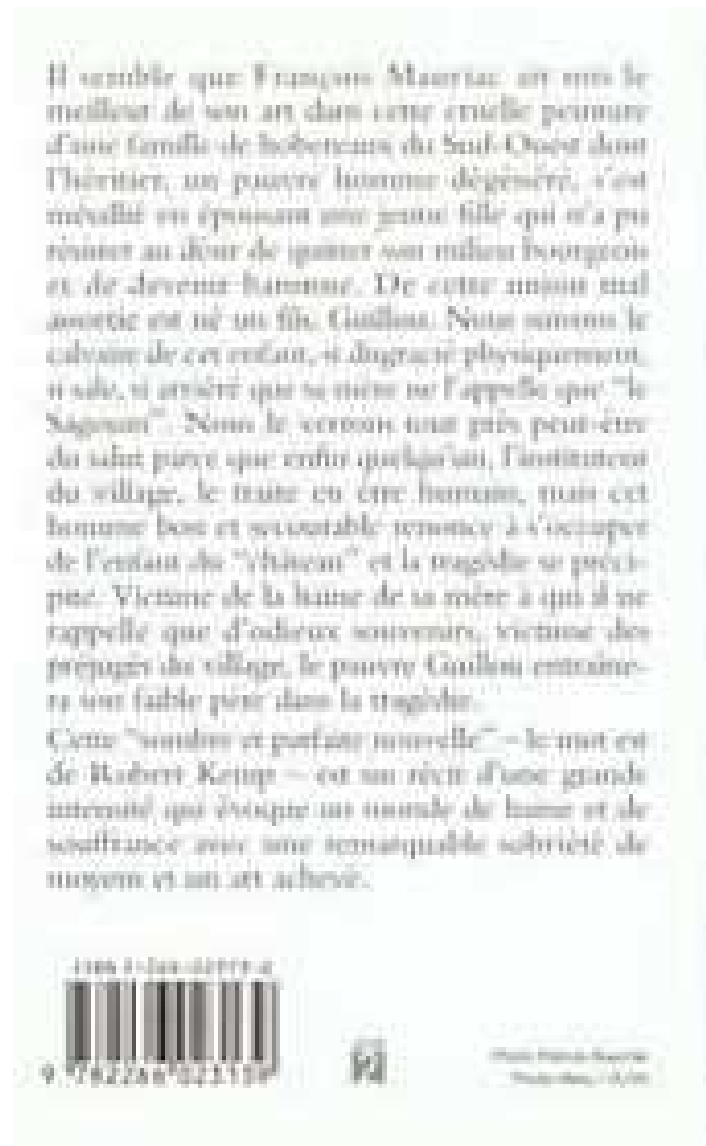 Il semble que François Mauriac ait mis le
meilleur de son art dans cette cruelle peinture
d'une famille de hobereaux du Sud-Ouest dont
l'héritier, un pauvre homme dégénéré, s'est
mésallié en épousant une jeune fille qui n'a pu
résister au désir de quitter son milieu bourgeois
et de devenir baronne. De cette union mal
assortie est né un fils, Guillou. Nous suivons le
calvaire de cet enfant, si disgracié physiquement,
si sale, si arriéré que sa mère ne l'appelle que "le
Sagouin". Nous le verrons tout près peut-être
du salut parce que enfin quelqu'un, l'instituteur
du village, le traite en être humain, mais cet
homme bon et secourable renonce à s'occuper
de l'enfant du "château" et la tragédie se préci-
pite. Victime de la haine de sa mère à qui il ne
rappelle que d'odieux souvenirs, victime des
préjugés du village, le pauvre Guillou entraîne-
ra son faible père dans la tragédie.
Cette "sombre et parfaite nouvelle" – le mot est
de Robert Kemp – est un récit d'une grande
intensité qui évoque un monde de haine et de
souffrance avec une remarquable sobriété de
moyens et un art achevé.
ISBN
9 782266
Photo
Photo